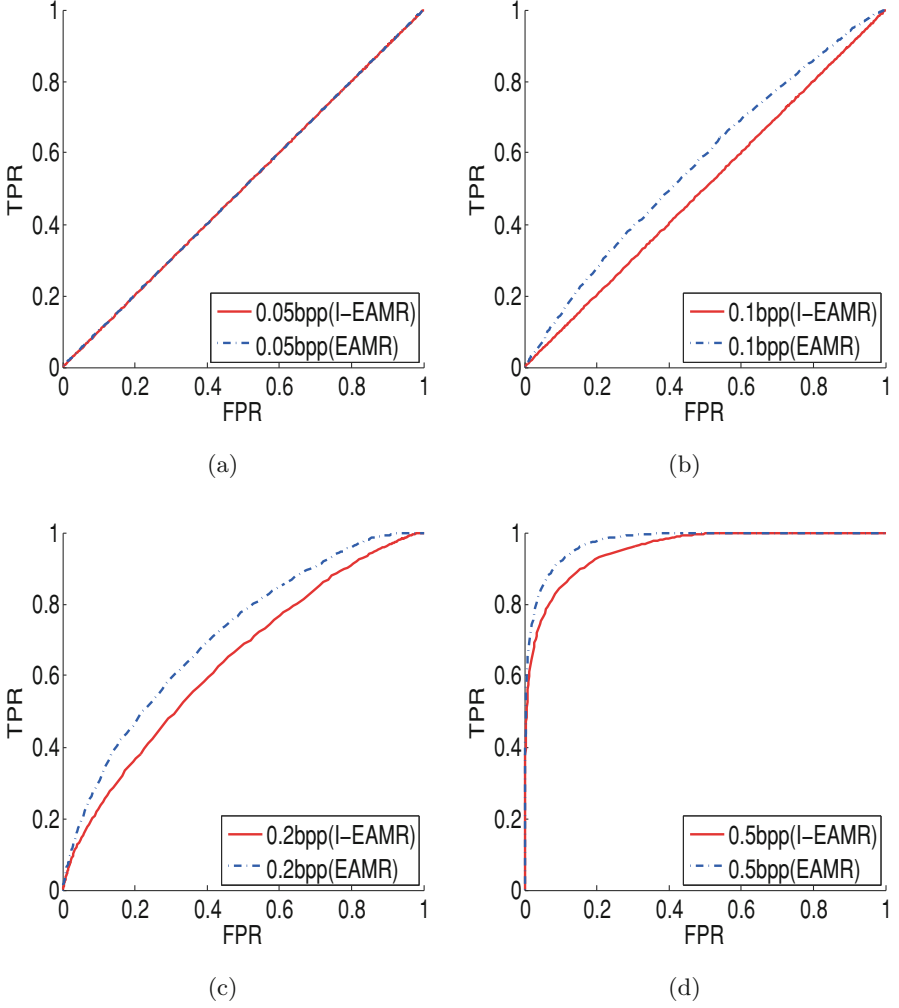 1
0.8
0.6
0.4
0.2
0
TPR
0 0.2 0.4 0.6 0.8 1
FPR
0.05bpp(I-EAMR)
0.05bpp(EAMR)
(a)
1
0.8
0.6
0.4
0.2
0
TPR
0 0.2 0.4 0.6 0.8 1
FPR
0.1bpp(I-EAMR)
0.1bpp(EAMR)
(b)
1
0.8
0.6
0.4
0.2
0
TPR
0 0.2 0.4 0.6 0.8 1
FPR
0.2bpp(I-EAMR)
0.2bpp(EAMR)
(c)
1
0.8
0.6
0.4
0.2
0
TPR
0 0.2 0.4 0.6 0.8 1
FPR
0.5bpp(I-EAMR)
0.5bpp(EAMR)
(d)